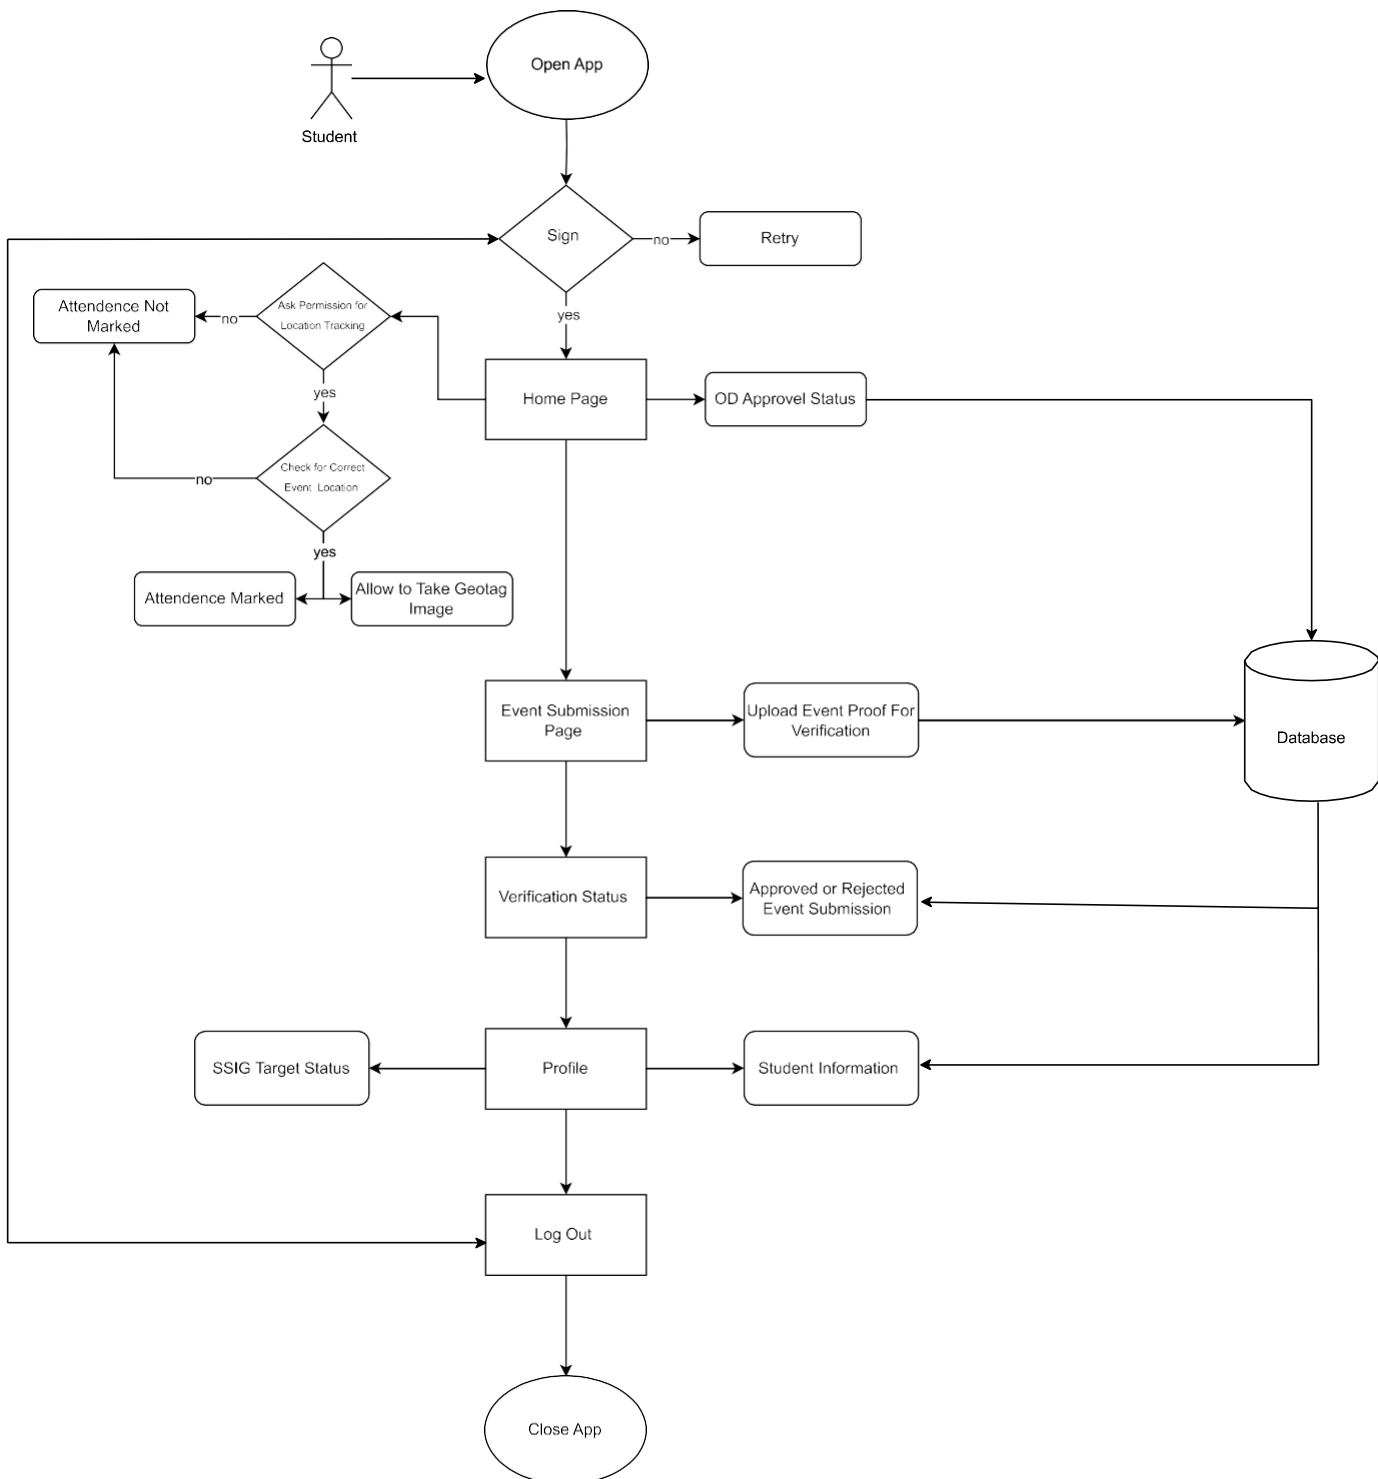 Open App
Student
Sign
no
Retry
yes
Attendence Not
Marked
no
Ask Permission for
Location Tracking
yes
Home Page
OD Approvel Status
Check for Correct
Event Location
no
yes
Attendence Marked
Allow to Take Geotag
Image
Event Submission
Page
Upload Event Proof For
Verification
Database
Verification Status
Approved or Rejected
Event Submission
SSIG Target Status
Profile
Student Information
Log Out
Close App